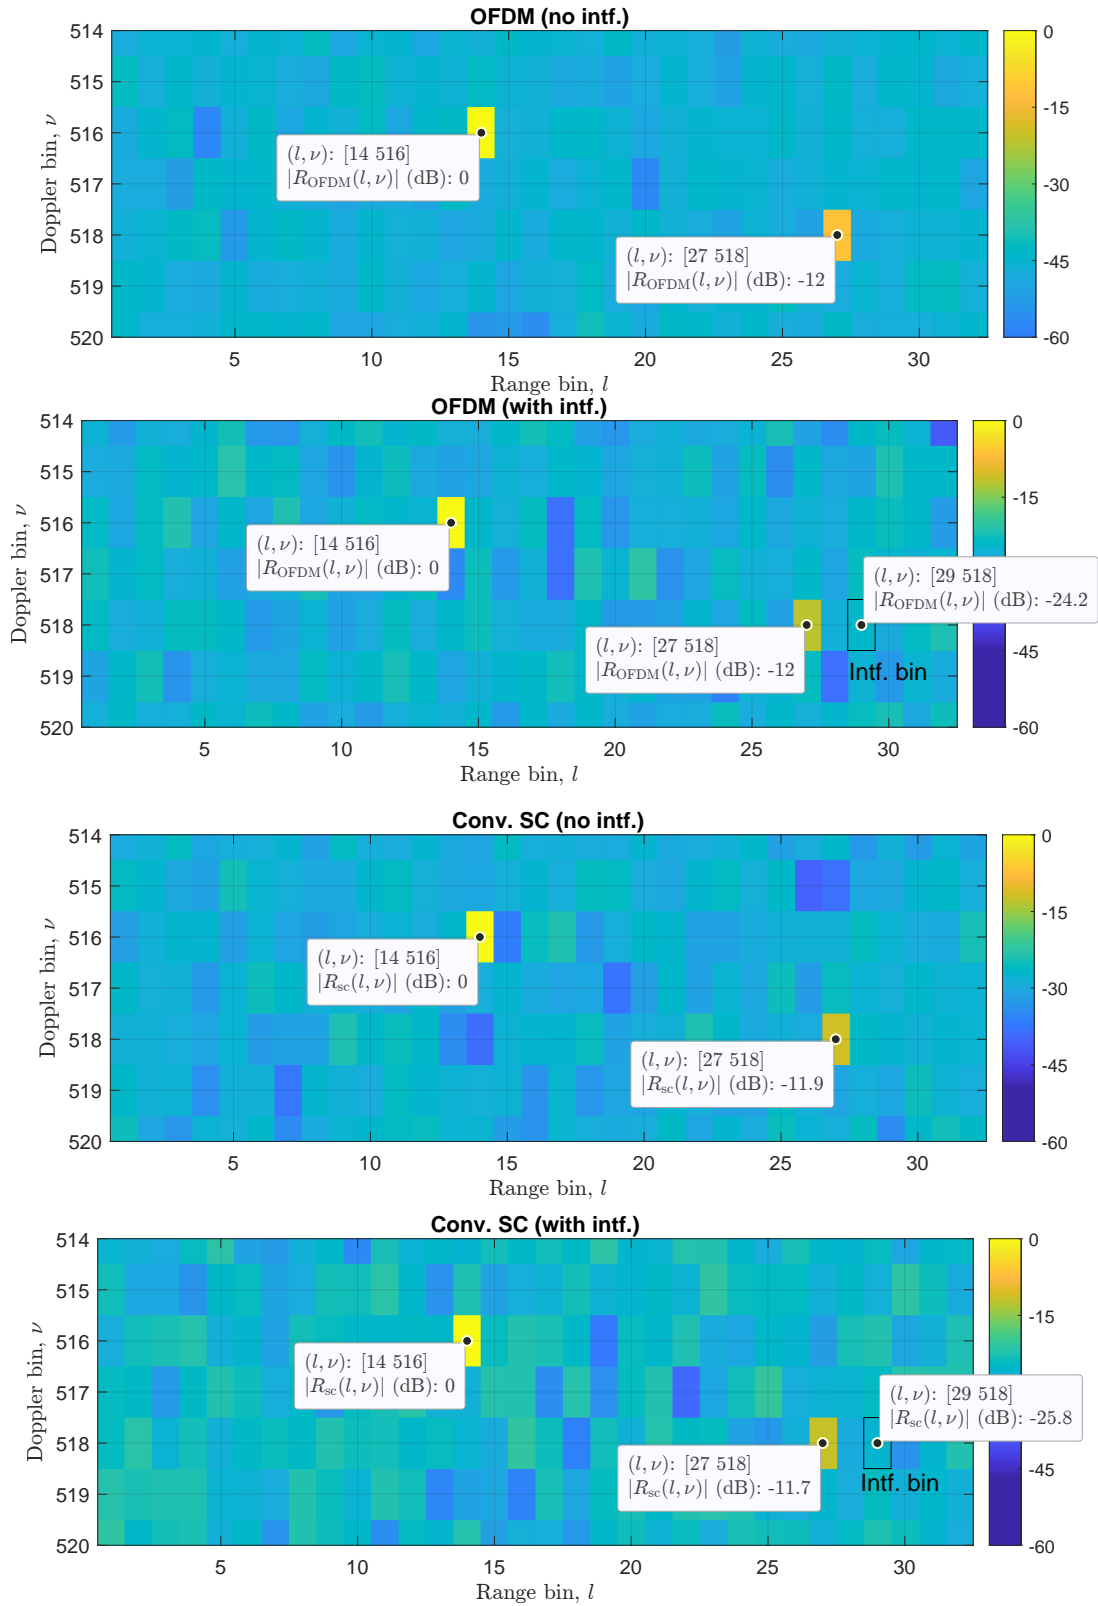 OFDM (no intf.)
514
515
516
517
518
519
520
Doppler bin, ν
(l, ν): [14 516]
|R_OFDM(l, ν)| (dB): 0
(l, ν): [27 518]
|R_OFDM(l, ν)| (dB): -12
5
10
15
20
25
30
Range bin, l
0
-15
-30
-45
-60
OFDM (with intf.)
514
515
516
517
518
519
520
Doppler bin, ν
(l, ν): [14 516]
|R_OFDM(l, ν)| (dB): 0
(l, ν): [29 518]
|R_OFDM(l, ν)| (dB): -24.2
(l, ν): [27 518]
|R_OFDM(l, ν)| (dB): -12
Intf. bin
5
10
15
20
25
30
Range bin, l
0
-15
-45
-60
Conv. SC (no intf.)
514
515
516
517
518
519
520
Doppler bin, ν
(l, ν): [14 516]
|R_sc(l, ν)| (dB): 0
(l, ν): [27 518]
|R_sc(l, ν)| (dB): -11.9
5
10
15
20
25
30
Range bin, l
0
-15
-30
-45
-60
Conv. SC (with intf.)
514
515
516
517
518
519
520
Doppler bin, ν
(l, ν): [14 516]
|R_sc(l, ν)| (dB): 0
(l, ν): [29 518]
|R_sc(l, ν)| (dB): -25.8
(l, ν): [27 518]
|R_sc(l, ν)| (dB): -11.7
Intf. bin
5
10
15
20
25
30
Range bin, l
0
-15
-45
-60